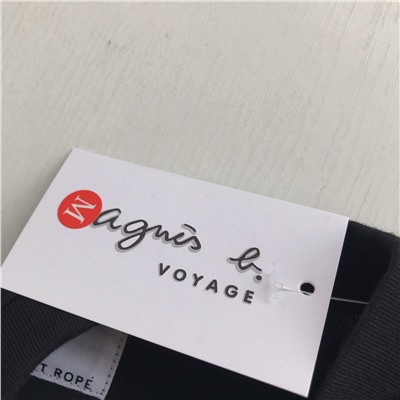 M agnès b.
VOYAGE
T ROPÉ